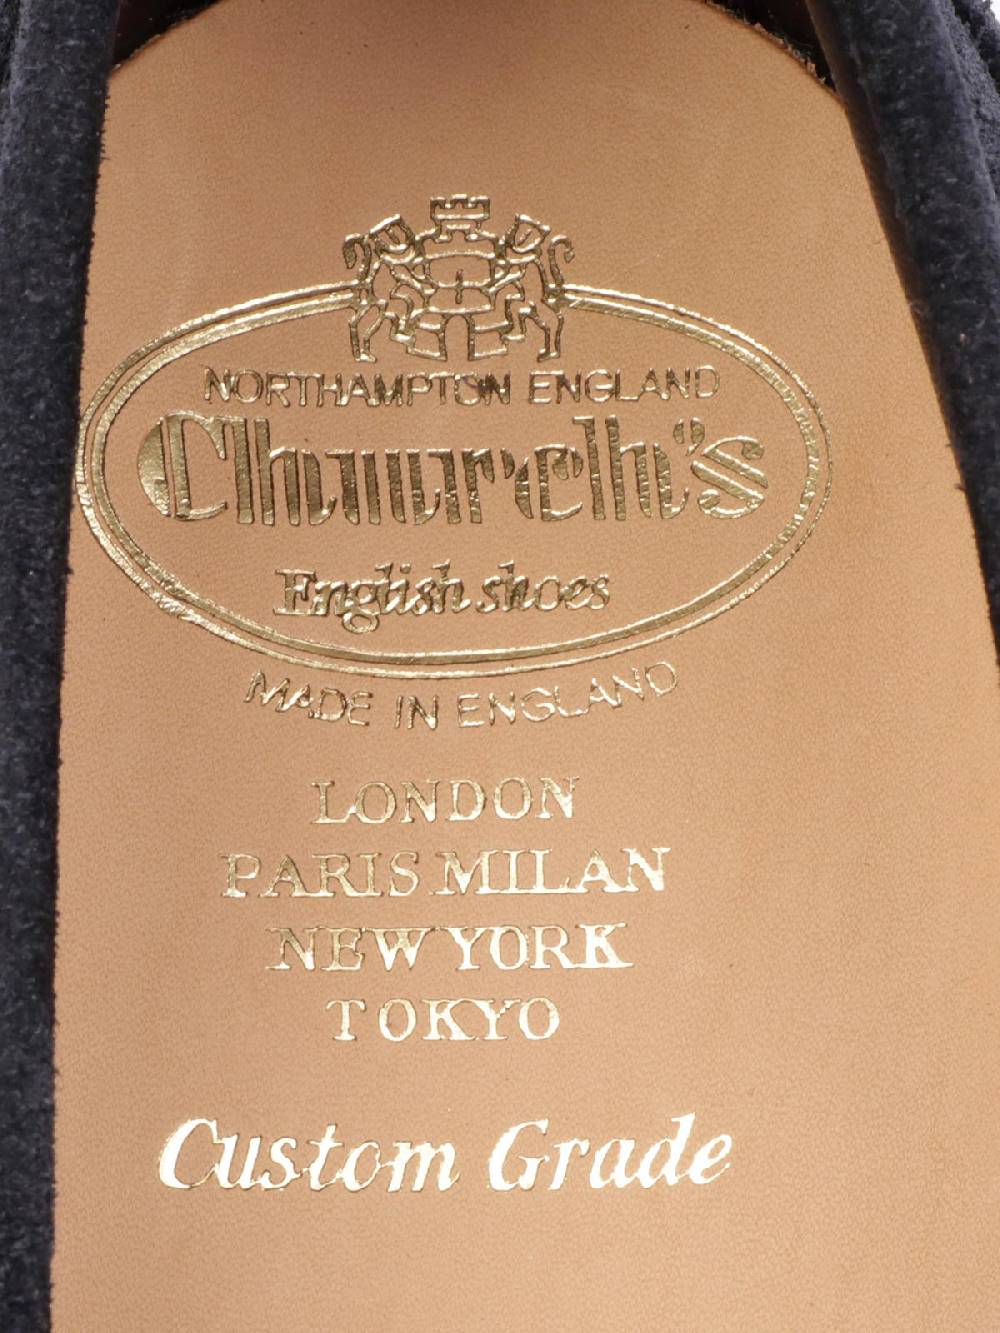 NORTHAMPTON ENGLAND
Church's
English shoes
MADE IN ENGLAND
LONDON
PARIS MILAN
NEW YORK
TOKYO
Custom Grade